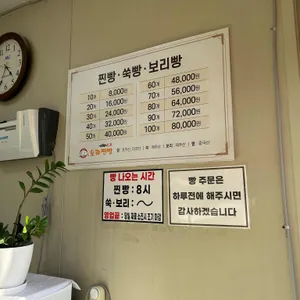 찐빵·쑥빵·보리빵
10개 8,000원 60개 48,000원
20개 16,000원 70개 56,000원
30개 24,000원 80개 64,000원
40개 32,000원 90개 72,000원
50개 40,000원 100개 80,000원
빵 나오는 시간
찐빵 : 8시
쑥·보리 : ～
영업끝 :
빵 주문은
하루전에 해주시면
감사하겠습니다